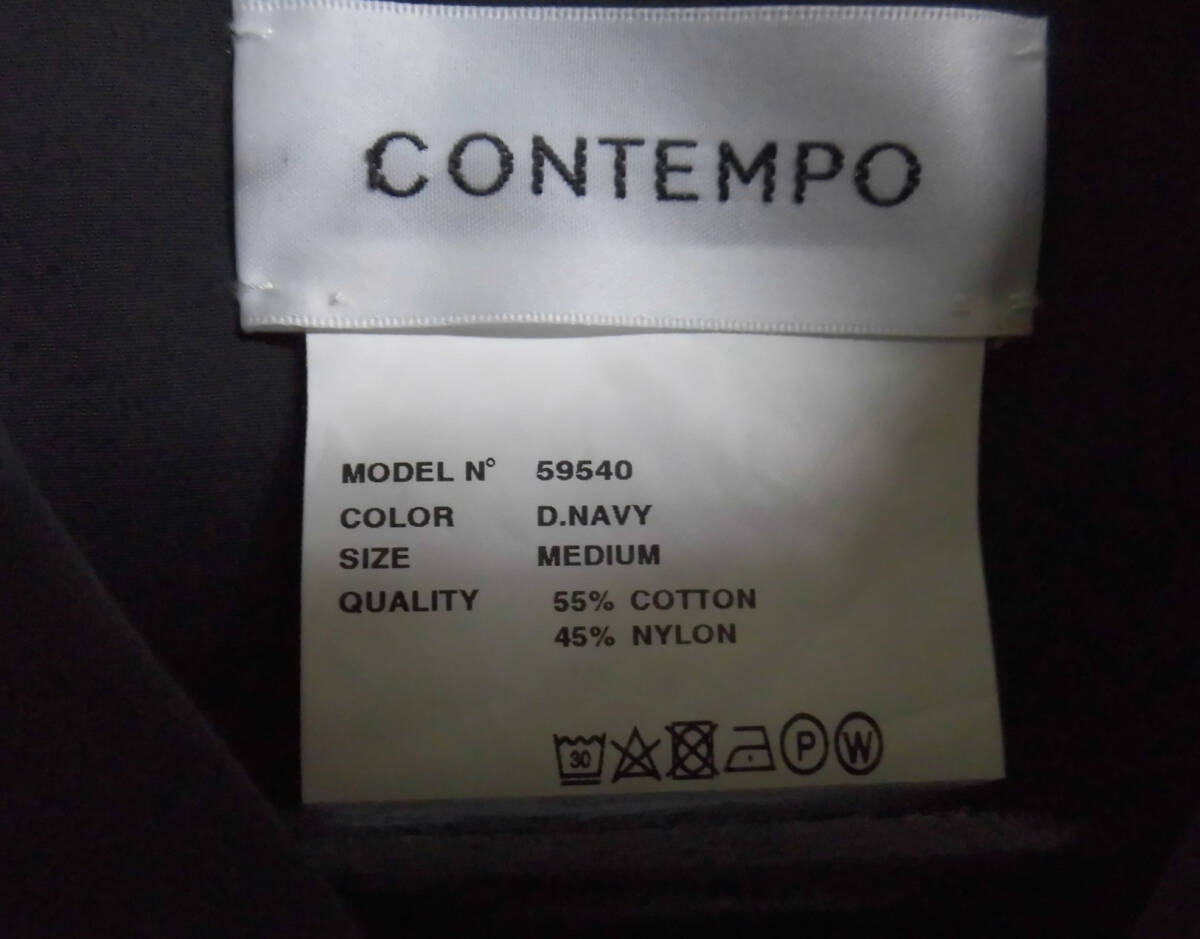 CONTEMPO
MODEL N° 59540
COLOR D.NAVY
SIZE MEDIUM
QUALITY 55% COTTON
45% NYLON
30 P W